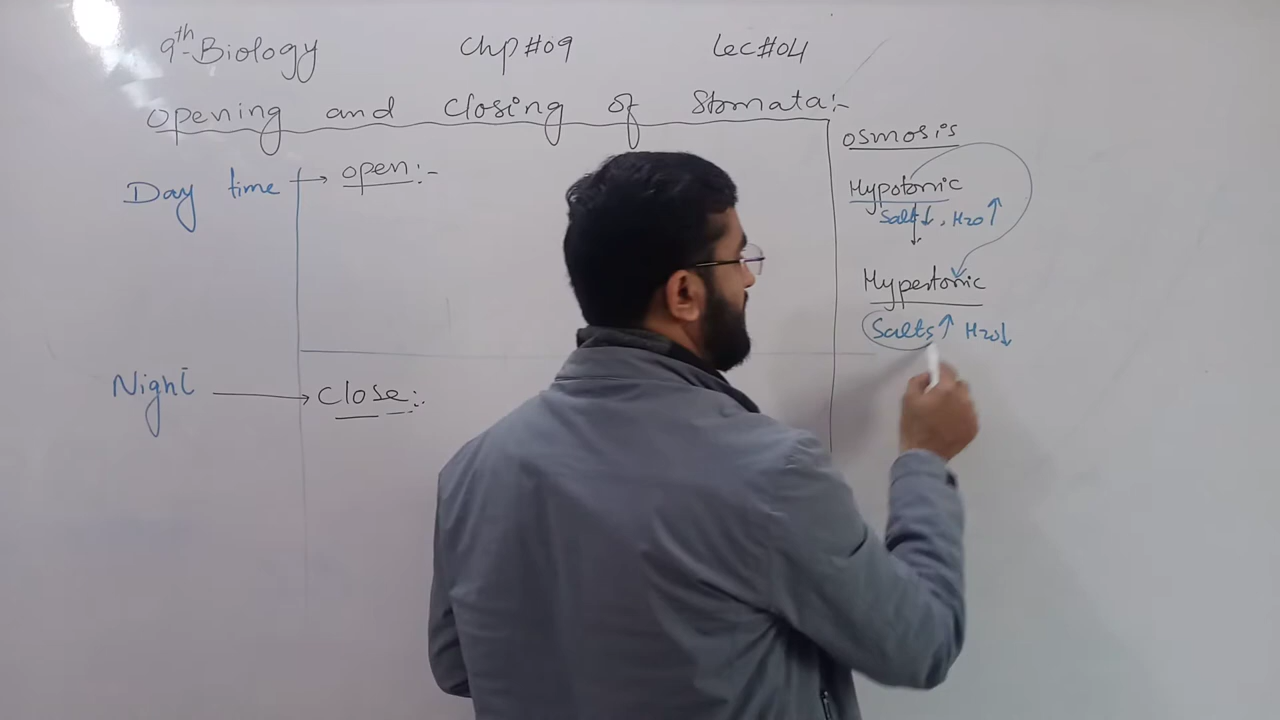 9th-Biology Chp#09 Lec#04
Opening and Closing of Stomata:-
Day time → open:-
Night → close:-
osmosis
Hypotonic
Salt↓, H2O↑
Hypertonic
Salts↑ H2O↓